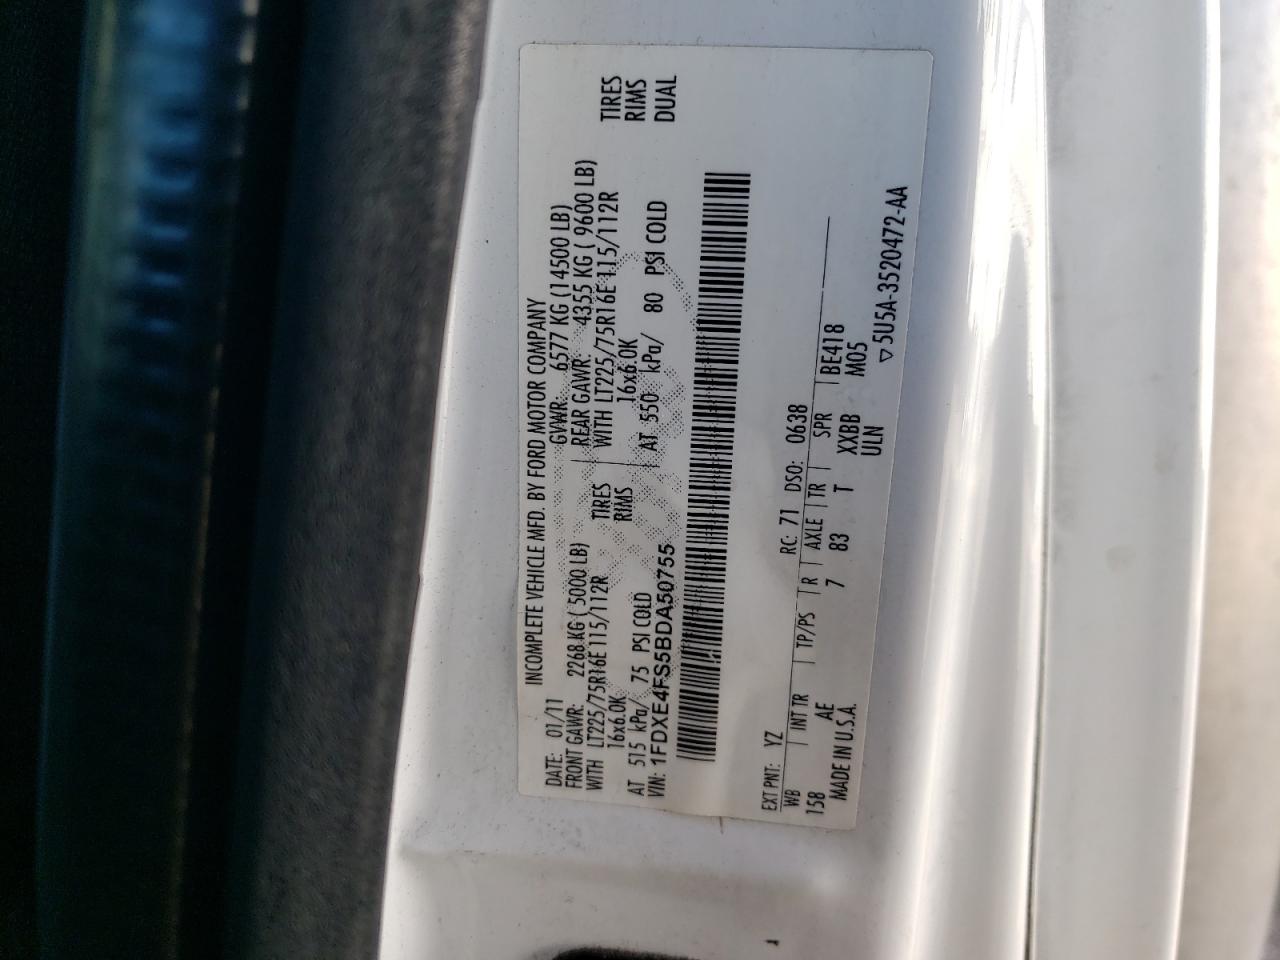 INCOMPLETE VEHICLE MFD. BY FORD MOTOR COMPANY
DATE: 01/11 GVWR: 6577 KG (14500 LB)
FRONT GAWR: 2268 KG ( 5000 LB) REAR GAWR: 4355 KG ( 9600 LB)
WITH LT225/75R16E 115/112R TIRES WITH LT225/75R16E 115/112R TIRES
16x6.0K RIMS 16x6.0K RIMS
AT 515 kPa/ 75 PSI COLD AT 550 kPa/ 80 PSI COLD DUAL
VIN: 1FDXE4FS5BDA50755
EXT PNT: YZ RC: 71 DSO: 0638
WB INT TR TP/PS R AXLE TR SPR BE418
158 AE 7 83 T XXBB M05
MADE IN U.S.A. ULN
▽5U5A-3520472-AA